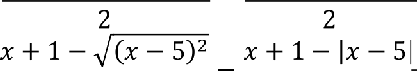 2 2
x + 1 − √(x − 5)² _ x + 1 − |x − 5|